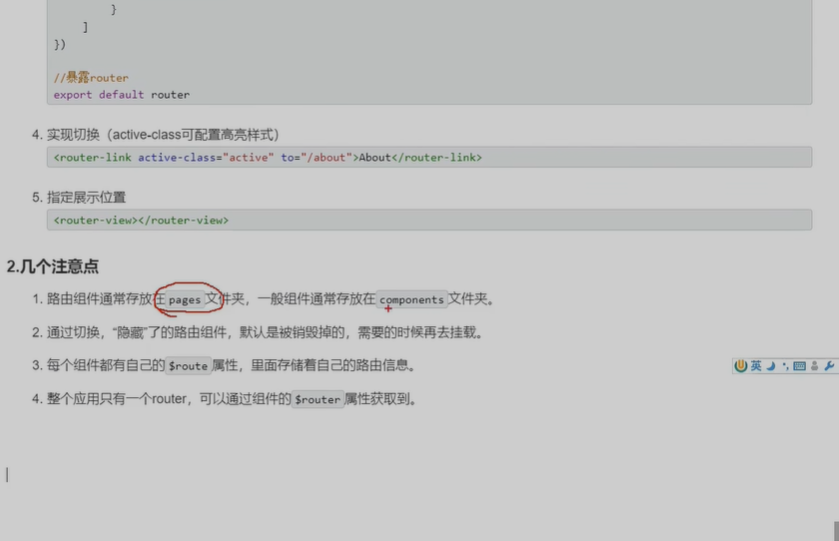 }
]
})
//暴露router
export default router
4. 实现切换（active-class可配置高亮样式）
<router-link active-class="active" to="/about">About</router-link>
5. 指定展示位置
<router-view></router-view>
2.几个注意点
1. 路由组件通常存放在pages文件夹，一般组件通常存放在components文件夹。
2. 通过切换，“隐藏”了的路由组件，默认是被销毁掉的，需要的时候再去挂载。
3. 每个组件都有自己的$route属性，里面存储着自己的路由信息。
英
4. 整个应用只有一个router，可以通过组件的$router属性获取到。